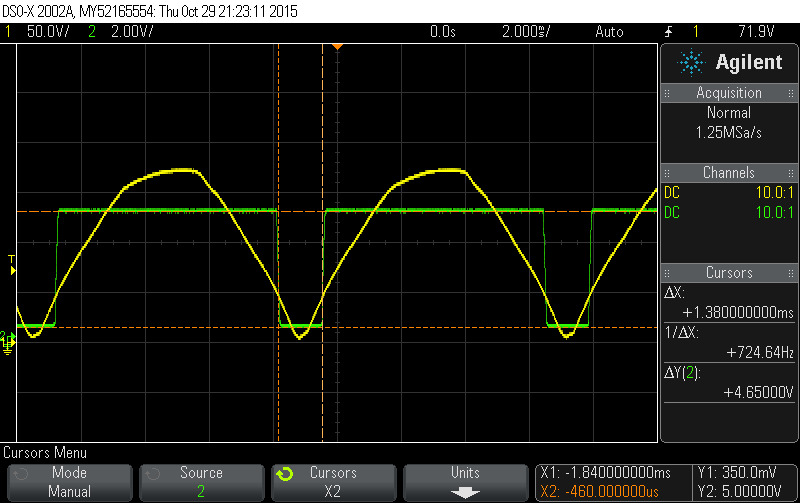 DSO-X 2002A, MY52165554: Thu Oct 29 21:23:11 2015
1 50.0V/ 2 2.00V/ 0.0s 2.000ms/ Auto 1 71.9V
Agilent
Acquisition
Normal
1.25MSa/s
Channels
DC 10.0:1
DC 10.0:1
Cursors
ΔX:
+1.380000000ms
1/ΔX:
+724.64Hz
ΔY(2):
+4.65000V
T
2
Cursors Menu
Mode
Manual
Source
2
Cursors
X2
Units
X1: -1.840000000ms
X2: -460.000000us
Y1: 350.0mV
Y2: 5.00000V